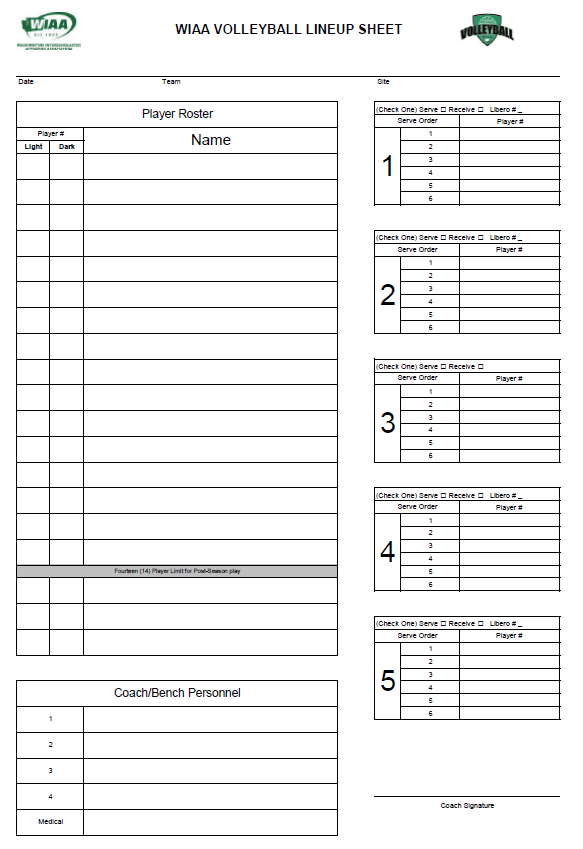 WIAA
WASHINGTON INTERSCHOLASTIC
WIAA VOLLEYBALL LINEUP SHEET
VOLLEYBALL
Date
Team
Site
Player Roster
Player #
Light
Dark
Name
Fourteen (14) Player Limit for Post-Season play
Coach/Bench Personnel
1
2
3
4
Medical
(Check One) Serve □ Receive □ Libero # _
Serve Order
Player #
1
1
2
3
4
5
6
(Check One) Serve □ Receive □ Libero # _
Serve Order
Player #
2
1
2
3
4
5
6
(Check One) Serve □ Receive □
Serve Order
Player #
3
1
2
3
4
5
6
(Check One) Serve □ Receive □ Libero # _
Serve Order
Player #
4
1
2
3
4
5
6
(Check One) Serve □ Receive □ Libero # _
Serve Order
Player #
5
1
2
3
4
5
6
Coach Signature